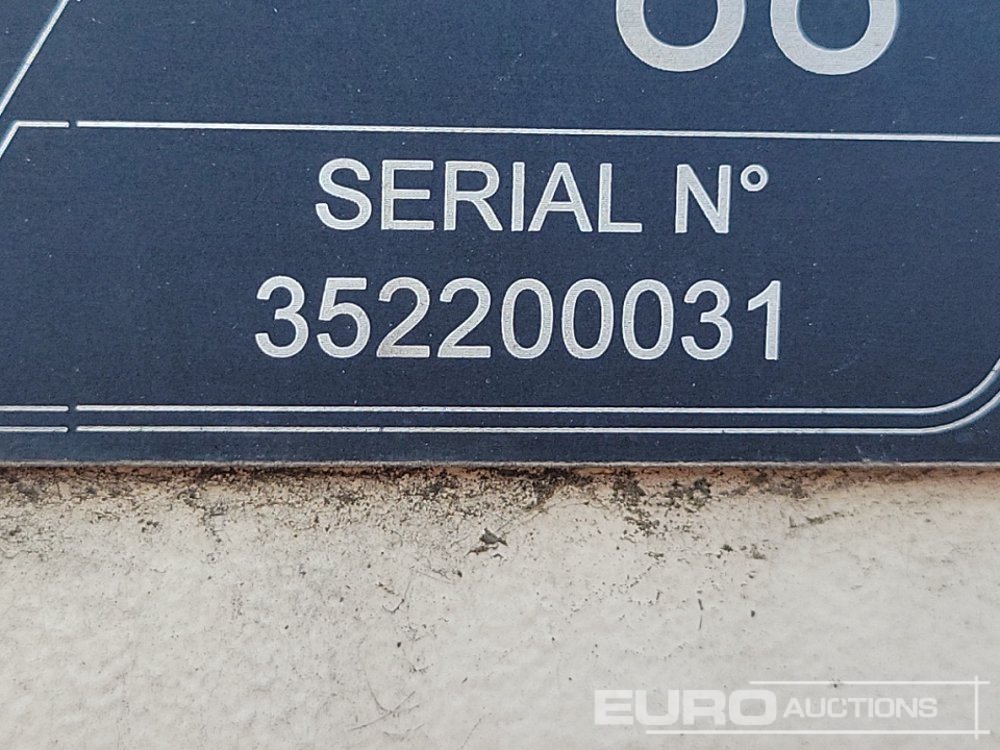 SERIAL N°
352200031
EURO AUCTIONS